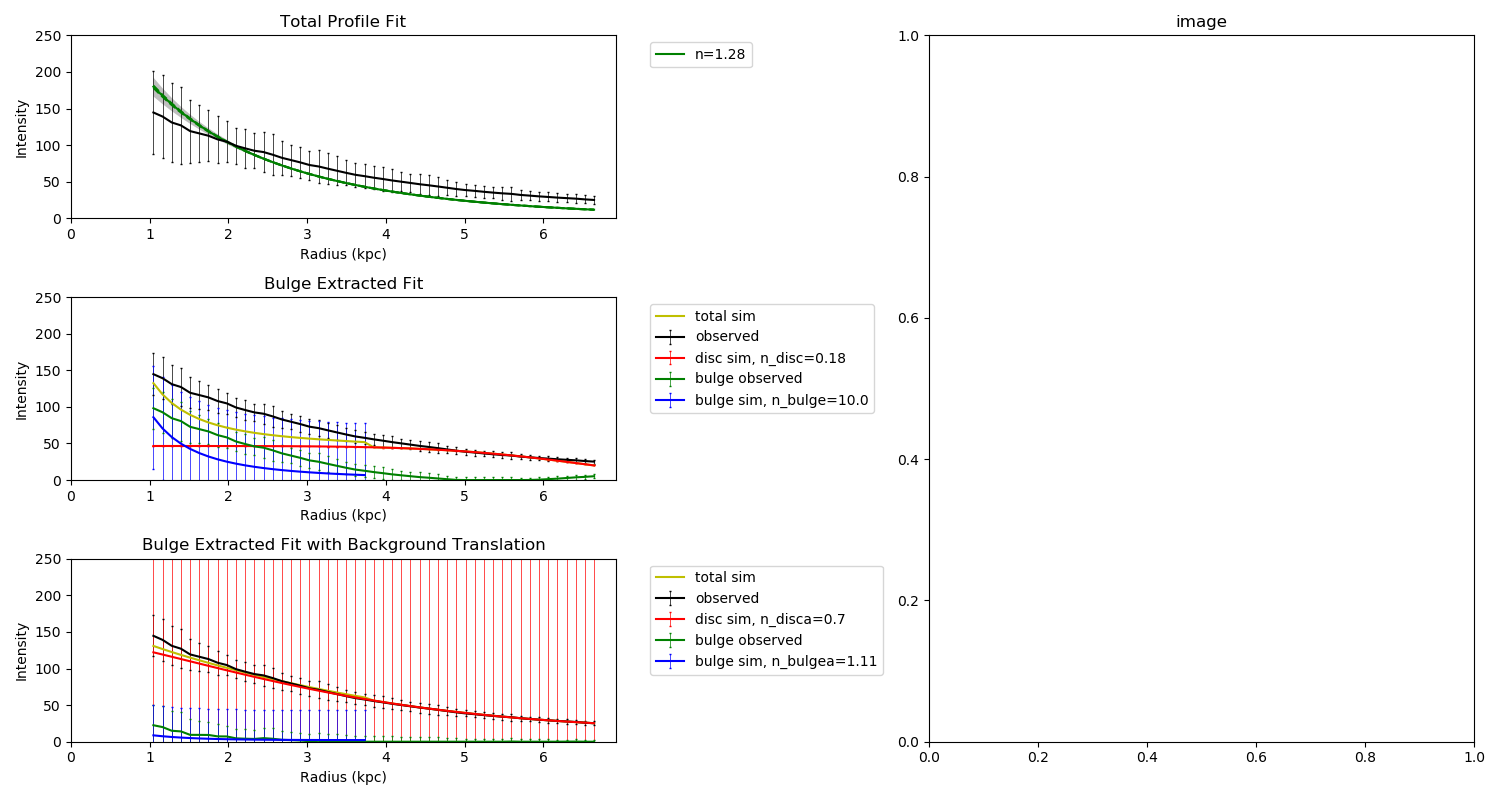 Total Profile Fit
250
200
150
100
50
0
Intensity
0 1 2 3 4 5 6
Radius (kpc)
n=1.28
Bulge Extracted Fit
250
200
150
100
50
0
Intensity
0 1 2 3 4 5 6
Radius (kpc)
total sim
observed
disc sim, n_disc=0.18
bulge observed
bulge sim, n_bulge=10.0
Bulge Extracted Fit with Background Translation
250
200
150
100
50
0
Intensity
0 1 2 3 4 5 6
Radius (kpc)
total sim
observed
disc sim, n_disca=0.7
bulge observed
bulge sim, n_bulgea=1.11
image
1.0
0.8
0.6
0.4
0.2
0.0
0.0 0.2 0.4 0.6 0.8 1.0